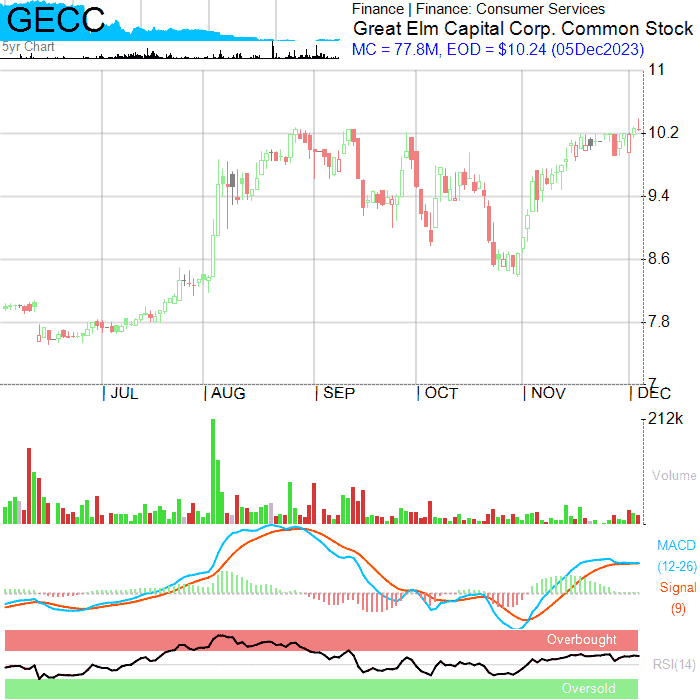 GECC
5yr Chart
Finance | Finance: Consumer Services
Great Elm Capital Corp. Common Stock
MC = 77.8M, EOD = $10.24 (05Dec2023)
11
10.2
9.4
8.6
7.8
7
| JUL | AUG | SEP | OCT | NOV | DEC
212k
Volume
MACD
(12-26)
Signal
(9)
Overbought
RSI(14)
Oversold